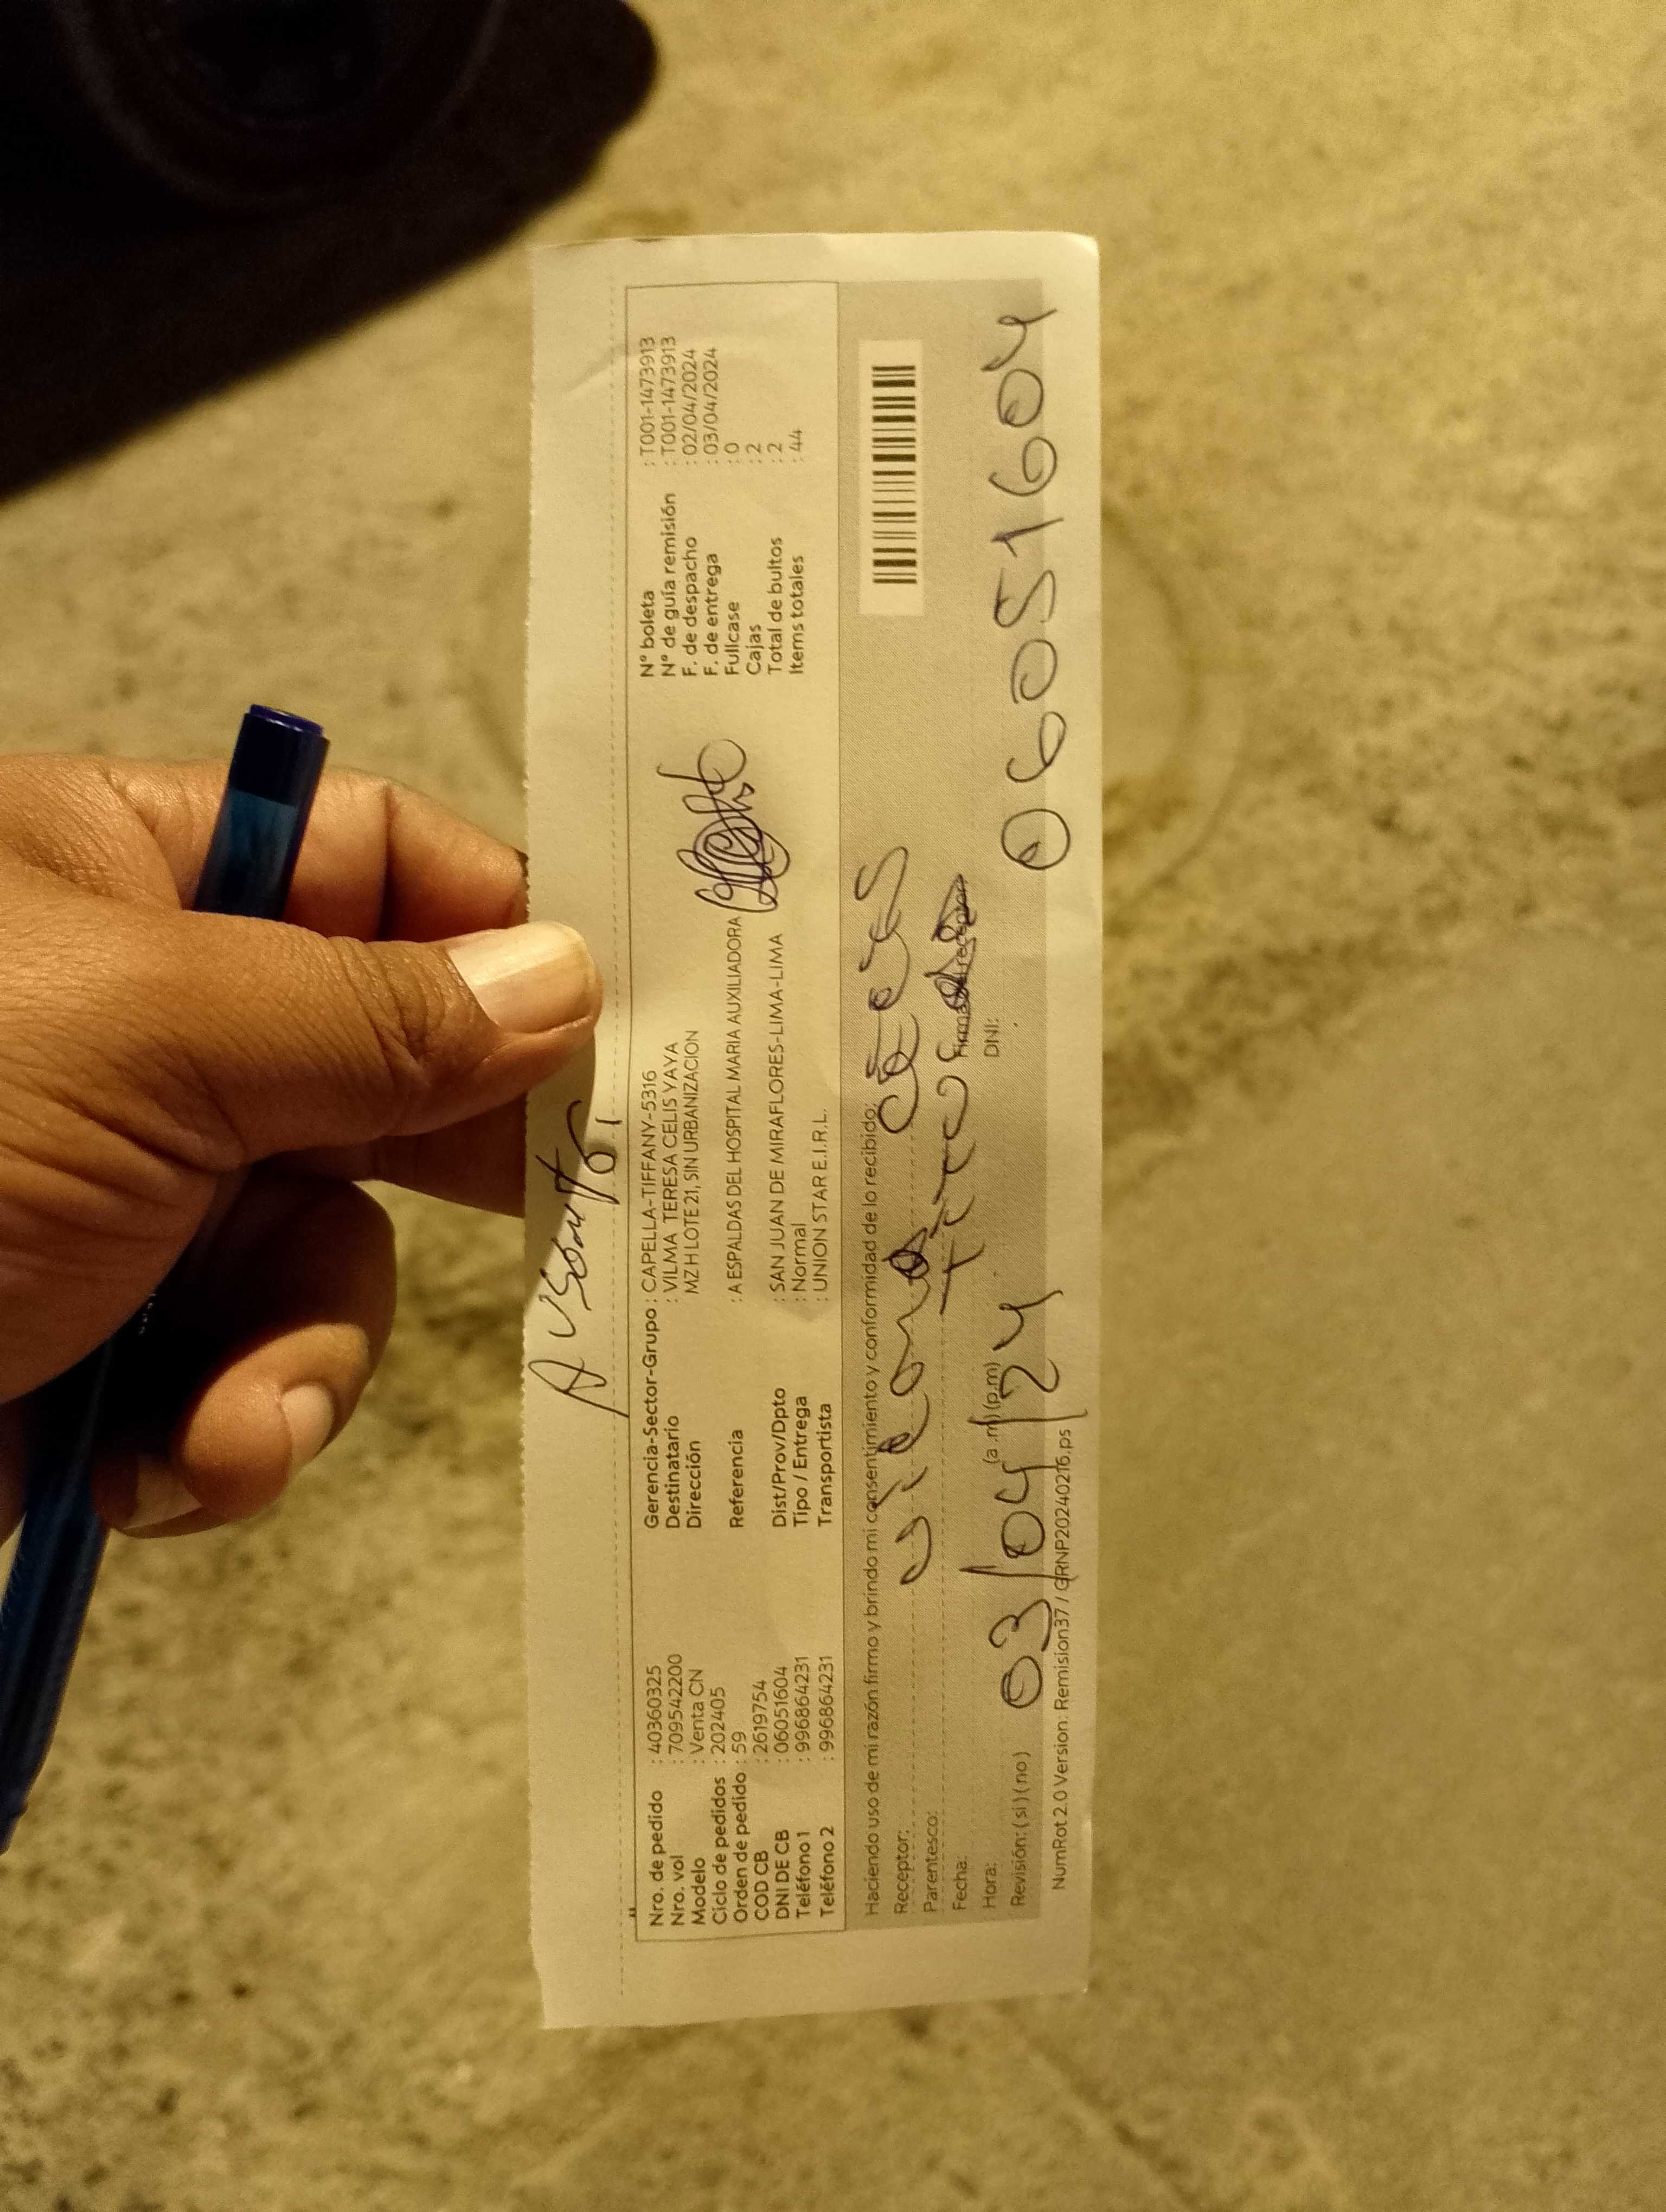 Nro. de pedido : 40360325 Gerencia-Sector-Grupo : CAPELLA-TIFFANY-5316 N° boleta : T001-1473913
Nro. vol : 709542200 Destinatario : VILMA TERESA CELIS YAYA N° de guía remisión : T001-1473913
Modelo : Venta CN Dirección MZ H LOTE 21, SIN URBANIZACION F. de despacho : 02/04/2024
Ciclo de pedidos : 202405 F. de entrega : 03/04/2024
Orden de pedido : 59 Referencia : A ESPALDAS DEL HOSPITAL MARIA AUXILIADORA Fullcase : 0
COD CB : 2619754 Cajas : 2
DNI DE CB : 06051604 Dist/Prov/Dpto : SAN JUAN DE MIRAFLORES-LIMA-LIMA Total de bultos : 2
Teléfono 1 : 996864231 Tipo / Entrega : Normal Items totales : 44
Teléfono 2 : 996864231 Transportista : UNION STAR E.I.R.L.
Haciendo uso de mi razón firmo y brindo mi consentimiento y conformidad de lo recibido:
Receptor:
Parentesco:
Fecha: Firma del receptor
Hora: (a.m) (p.m) DNI:
Revisión: ( si ) ( no ) 03/04/24 06051604
NumRot 2.0 Version: Remision37 / GRNP20240216.ps